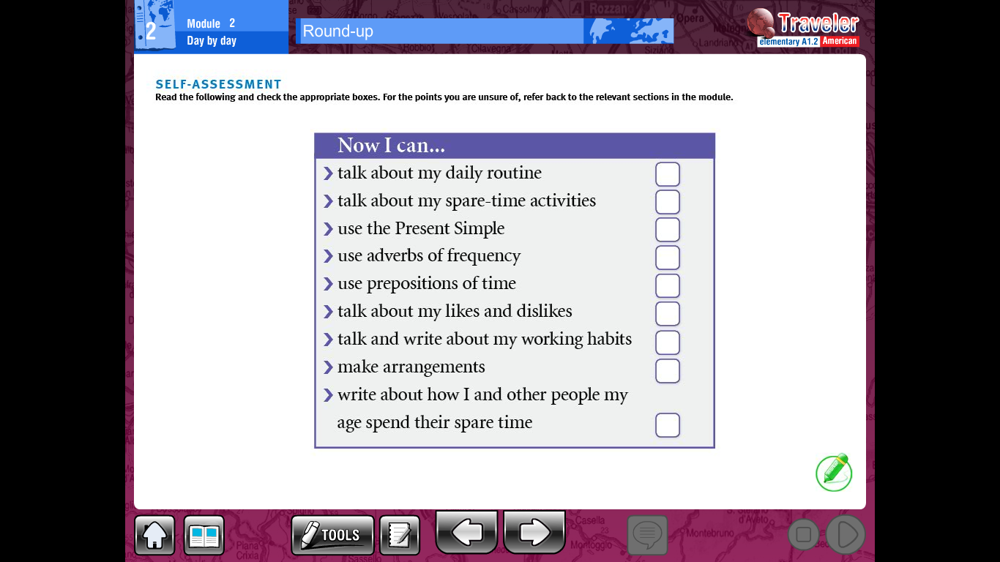 2
Module 2
Day by day
Round-up
Traveler
elementary A1.2 American
SELF-ASSESSMENT
Read the following and check the appropriate boxes. For the points you are unsure of, refer back to the relevant sections in the module.
Now I can...
talk about my daily routine
talk about my spare-time activities
use the Present Simple
use adverbs of frequency
use prepositions of time
talk about my likes and dislikes
talk and write about my working habits
make arrangements
write about how I and other people my
age spend their spare time
TOOLS